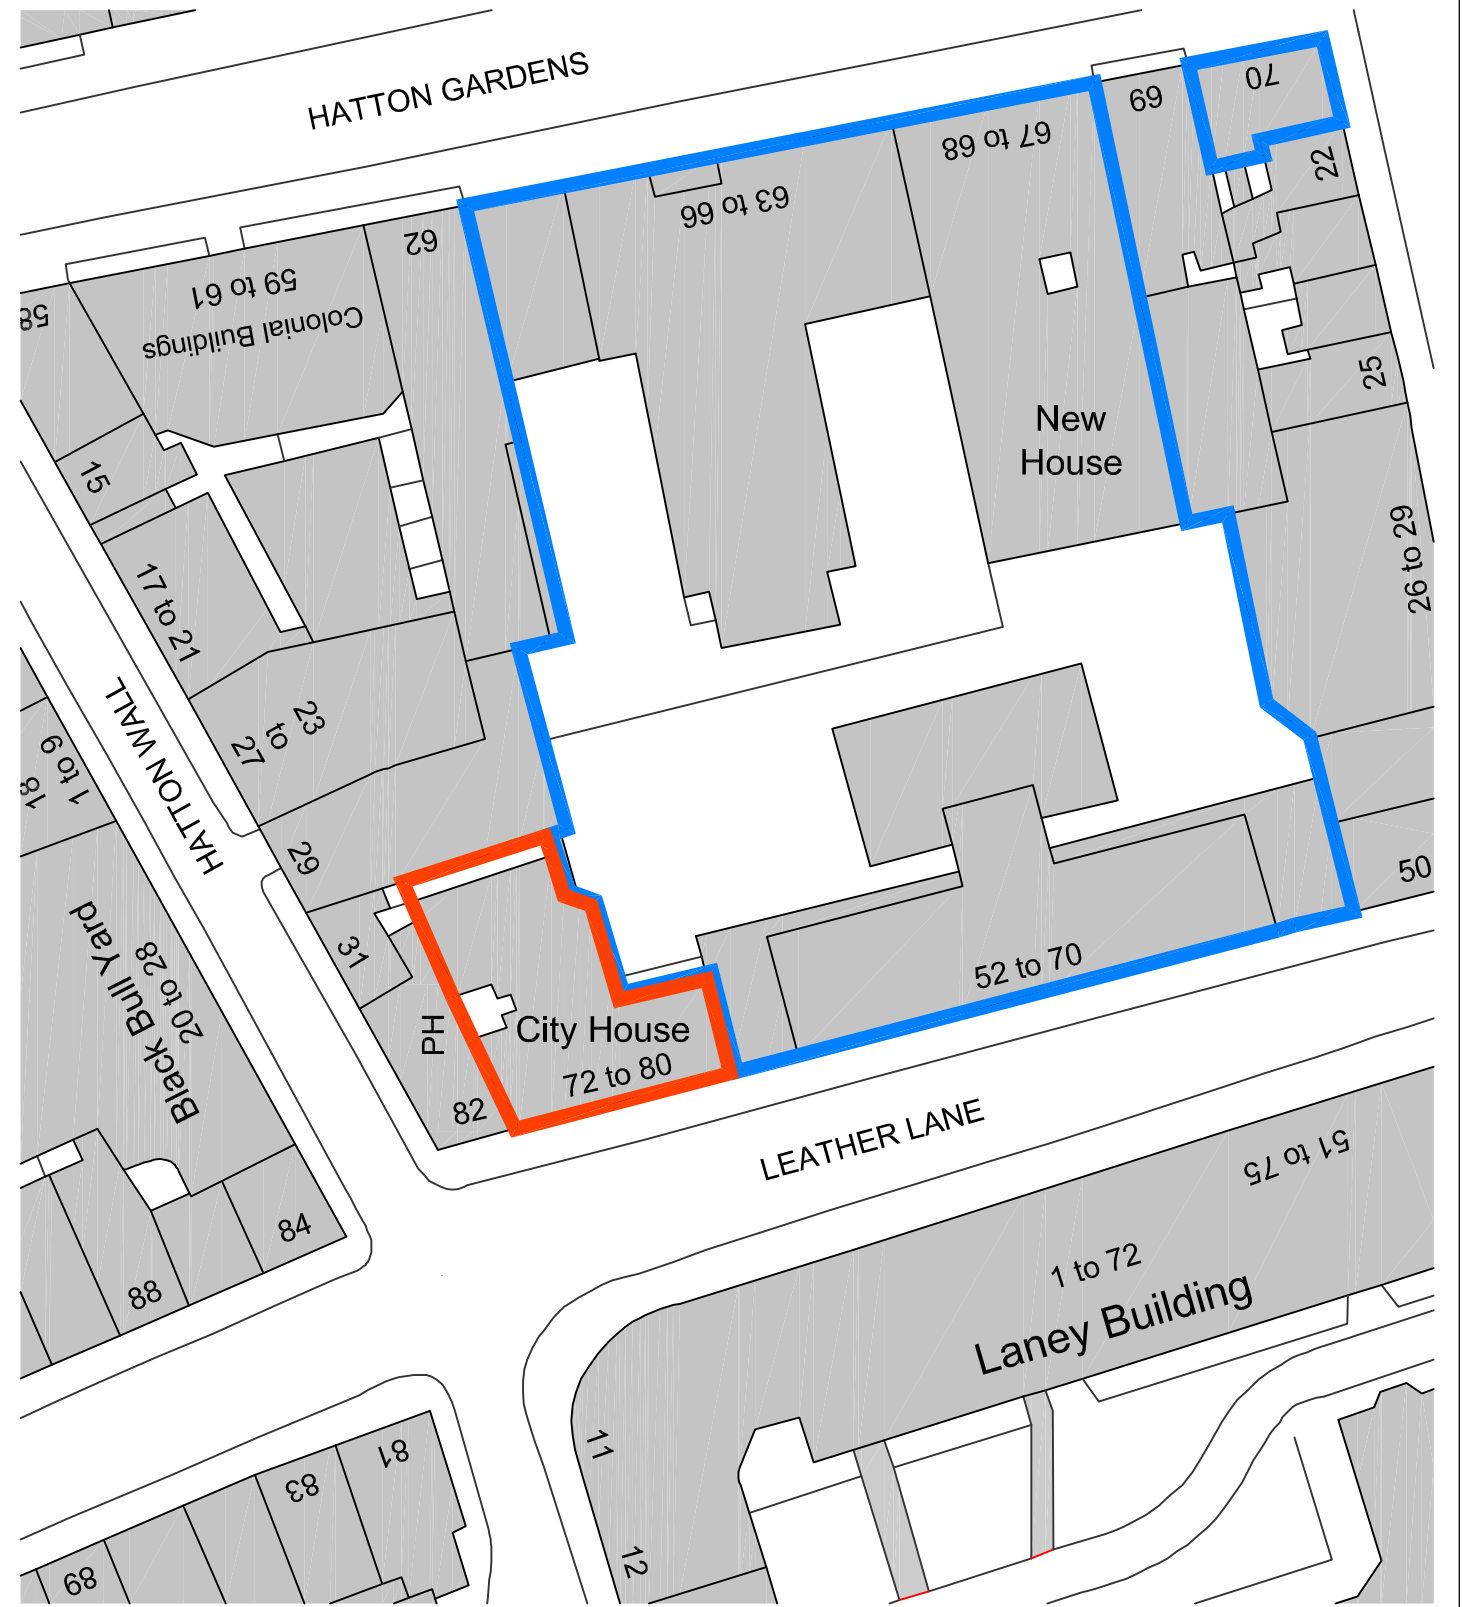 HATTON GARDENS
70
69
67 to 68
63 to 66
62
59 to 61
Colonial Buildings
58
22
25
New
House
15
26 to 29
17 to 21
23
to
27
HATTON WALL
1 to 9
18
29
50
31
Black Bull Yard
20 to 28
52 to 70
PH
City House
72 to 80
82
LEATHER LANE
51 to 75
84
88
1 to 72
Laney Building
11
12
81
83
89